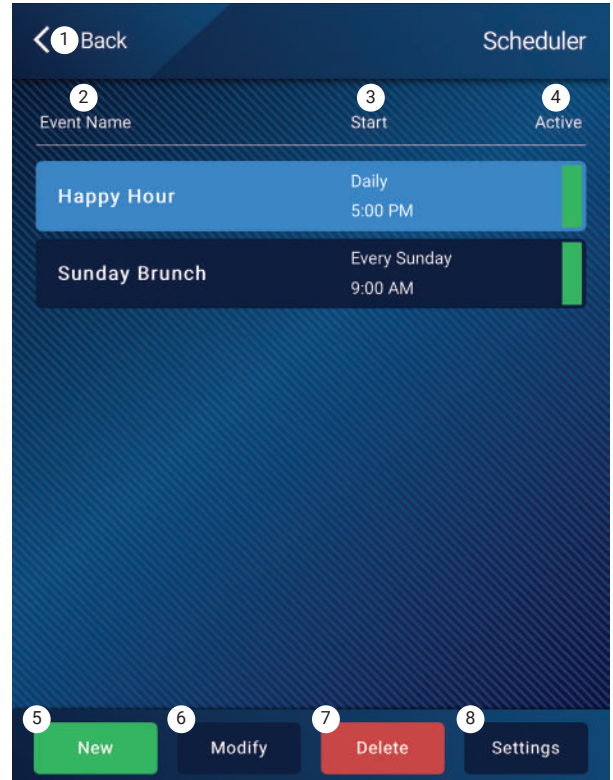 1 Back Scheduler
2 3 4
Event Name Start Active
Happy Hour Daily
5:00 PM
Sunday Brunch Every Sunday
9:00 AM
5 6 7 8
New Modify Delete Settings